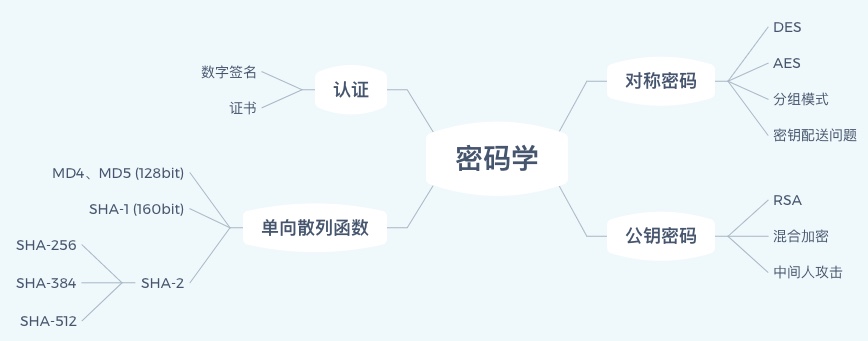 密码学
认证
数字签名
证书
单向散列函数
MD4、MD5 (128bit)
SHA-1 (160bit)
SHA-2
SHA-256
SHA-384
SHA-512
对称密码
DES
AES
分组模式
密钥配送问题
公钥密码
RSA
混合加密
中间人攻击